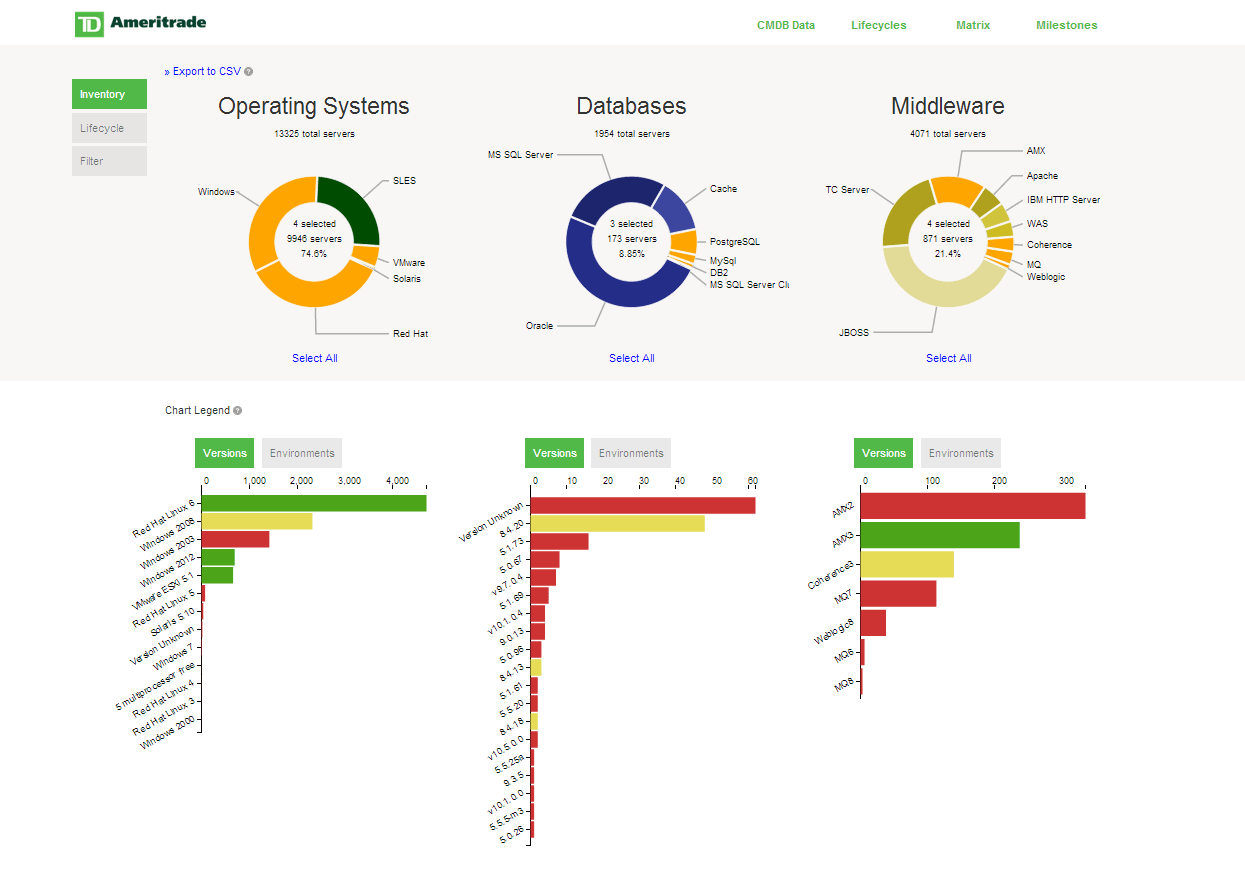 TD Ameritrade
CMDB Data Lifecycles Matrix Milestones
» Export to CSV ?
Inventory
Lifecycle
Filter
Operating Systems
13325 total servers
Windows
SLES
4 selected
9946 servers
74.6%
VMware
Solaris
Red Hat
Select All
Databases
1954 total servers
MS SQL Server
Cache
3 selected
173 servers
8.85%
PostgreSQL
MySql
DB2
MS SQL Server Clu
Oracle
Select All
Middleware
4071 total servers
AMX
Apache
TC Server
IBM HTTP Server
4 selected
871 servers
21.4%
WAS
Coherence
MQ
Weblogic
JBOSS
Select All
Chart Legend ?
Versions Environments
0 1,000 2,000 3,000 4,000
Red Hat Linux 6
Windows 2008
Windows 2003
Windows 2012
VMware ESXi 5.1
Red Hat Linux 5
Solaris 5.10
Version Unknown
Windows 7
5 multiprocessor free
Red Hat Linux 4
Red Hat Linux 3
Windows 2000
Versions Environments
0 10 20 30 40 50 60
Version Unknown
8.4.20
5.1.73
5.0.67
v9.7.0.4
5.1.69
v10.1.0.4
9.0.13
5.0.96
8.4.13
5.1.61
5.5.20
8.4.18
v10.5.0.0
5.5.25a
9.3.5
v10.1.0.0
5.5.5-m3
5.0.26
Versions Environments
0 100 200 300
AMX2
AMX3
Coherence3
MQ7
Weblogic8
MQ6
MQ8